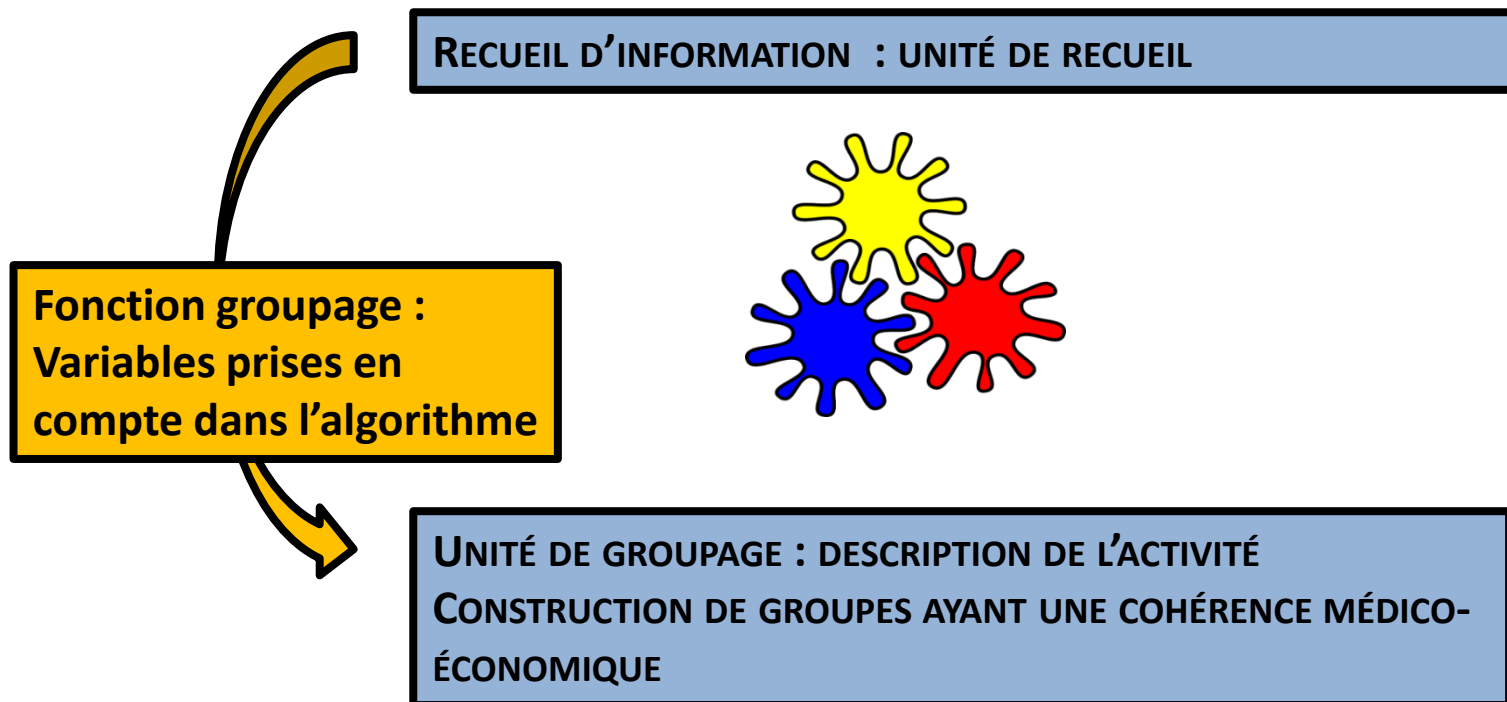 RECUEIL D'INFORMATION : UNITÉ DE RECUEIL
Fonction groupage :
Variables prises en
compte dans l'algorithme
UNITÉ DE GROUPAGE : DESCRIPTION DE L'ACTIVITÉ
CONSTRUCTION DE GROUPES AYANT UNE COHÉRENCE MÉDICO-
ÉCONOMIQUE